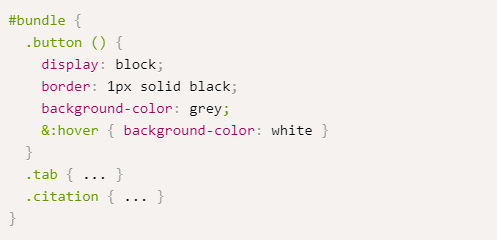 #bundle {
  .button () {
    display: block;
    border: 1px solid black;
    background-color: grey;
    &:hover { background-color: white }
  }
  .tab { ... }
  .citation { ... }
}